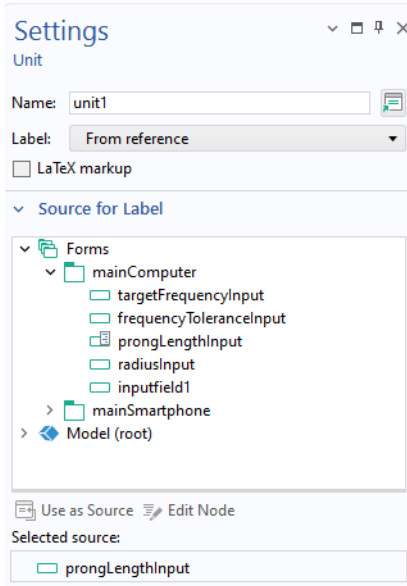 Settings
Unit
Name: unit1
Label: From reference
LaTeX markup
Source for Label
Forms
mainComputer
targetFrequencyInput
frequencyToleranceInput
prongLengthInput
radiusInput
inputfield1
mainSmartphone
Model (root)
Use as Source Edit Node
Selected source:
prongLengthInput